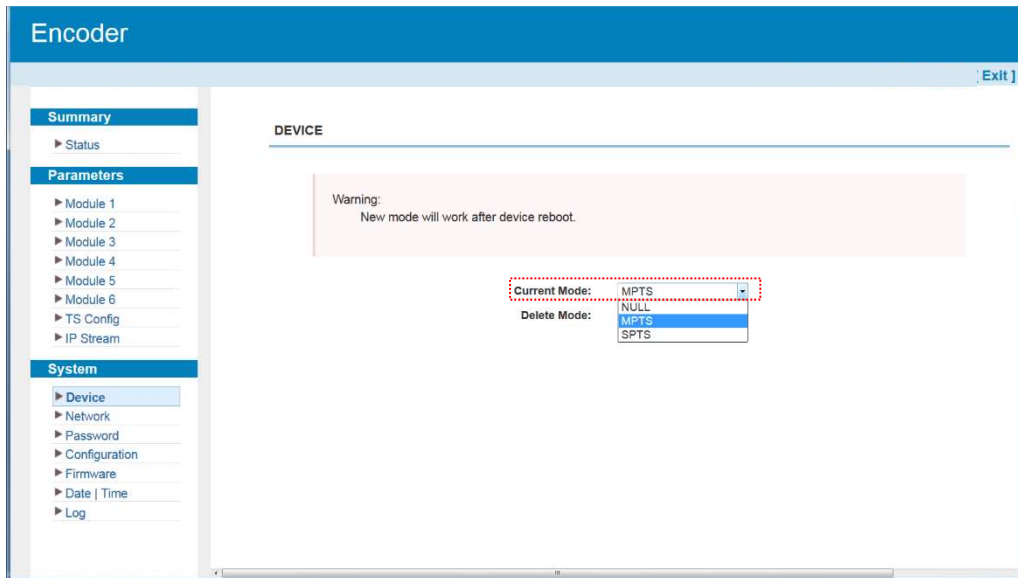 Encoder
Exit ]
Summary
Status
Parameters
Module 1
Module 2
Module 3
Module 4
Module 5
Module 6
TS Config
IP Stream
System
Device
Network
Password
Configuration
Firmware
Date | Time
Log
DEVICE
Warning:
New mode will work after device reboot.
Current Mode: MPTS
NULL
Delete Mode: MPTS
SPTS